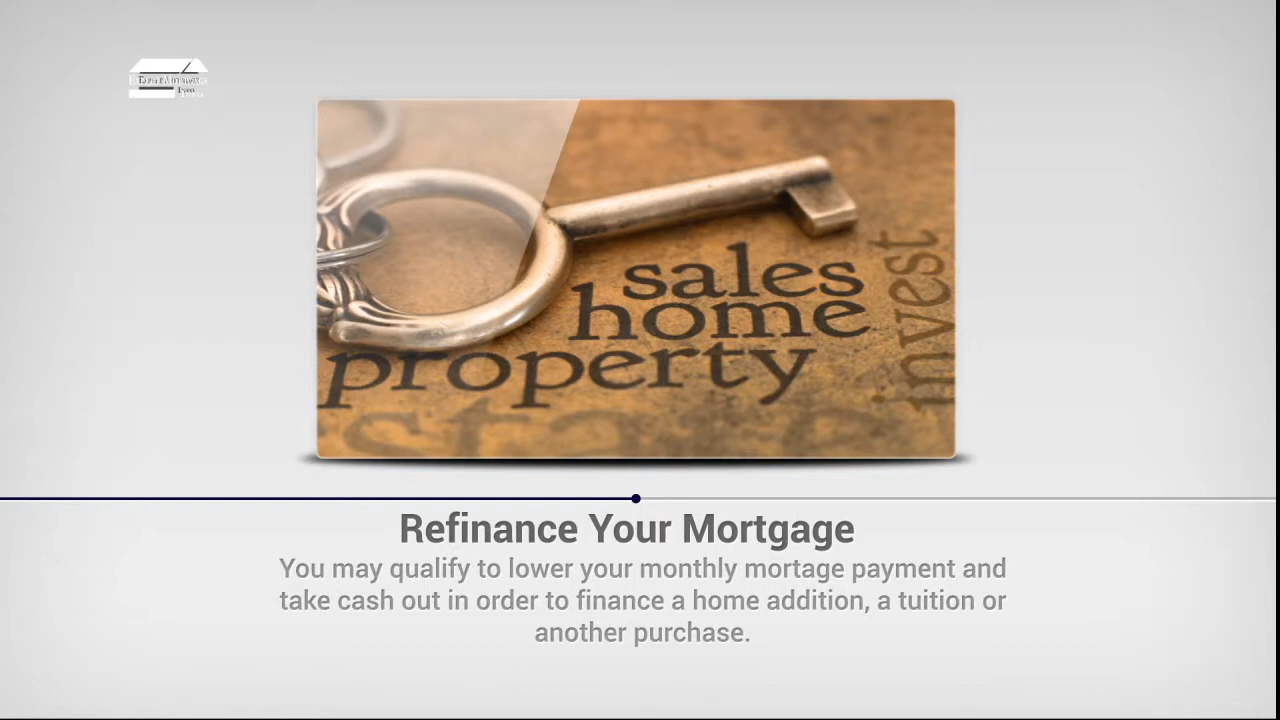 sales
home
property
invest
state
Refinance Your Mortgage
You may qualify to lower your monthly mortage payment and
take cash out in order to finance a home addition, a tuition or
another purchase.